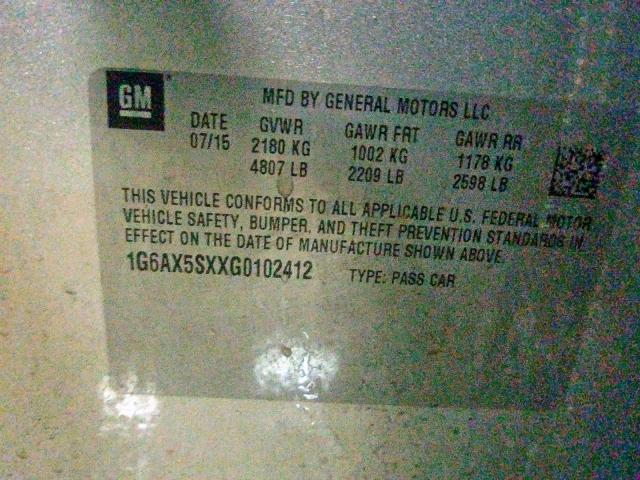 GM
MFD BY GENERAL MOTORS LLC
DATE GVWR GAWR FRT GAWR RR
07/15 2180 KG 1002 KG 1178 KG
4807 LB 2209 LB 2598 LB
THIS VEHICLE CONFORMS TO ALL APPLICABLE U.S. FEDERAL MOTOR
VEHICLE SAFETY, BUMPER, AND THEFT PREVENTION STANDARDS IN
EFFECT ON THE DATE OF MANUFACTURE SHOWN ABOVE.
1G6AX5SXXG0102412 TYPE: PASS CAR